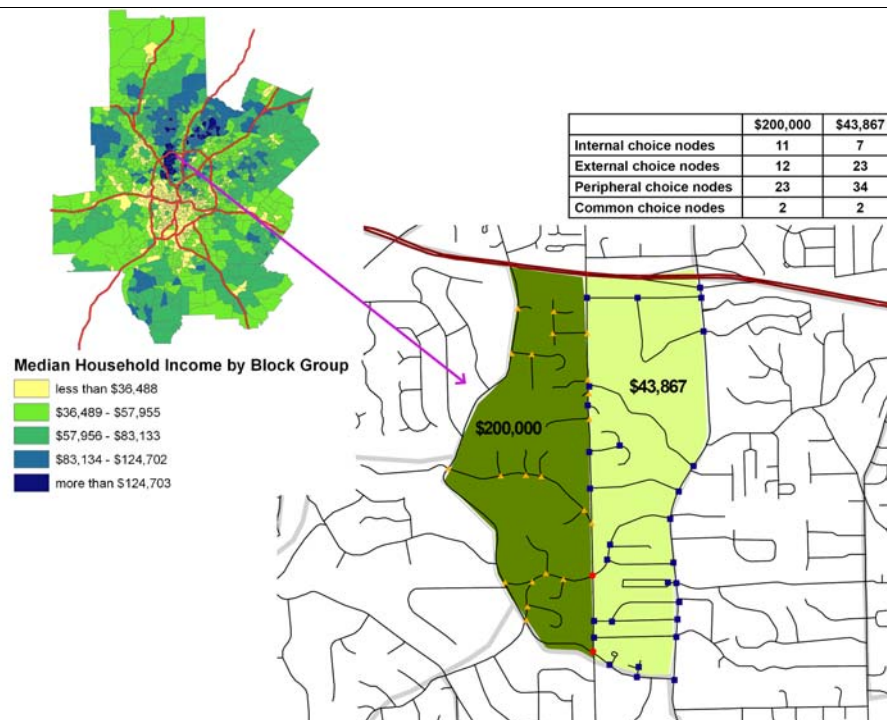 $200,000 $43,867
Internal choice nodes 11 7
External choice nodes 12 23
Peripheral choice nodes 23 34
Common choice nodes 2 2
Median Household Income by Block Group
less than $36,488
$36,489 - $57,955
$57,956 - $83,133
$83,134 - $124,702
more than $124,703
$43,867
$200,000